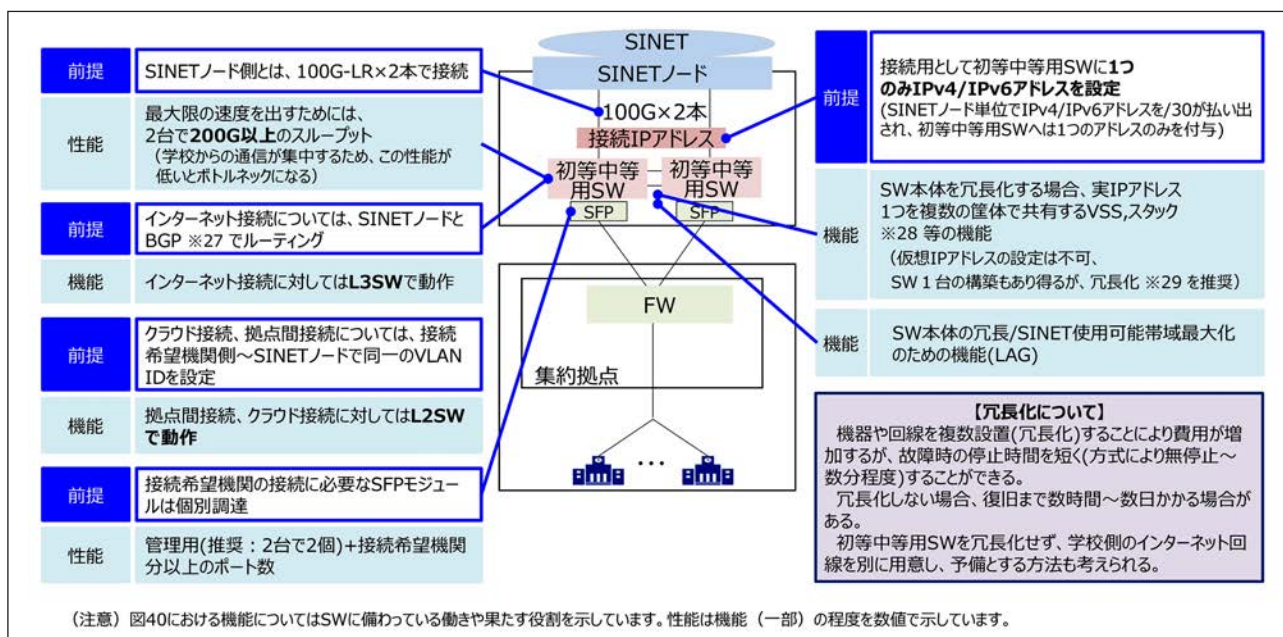 前提
SINETノード側とは、100G-LR×2本で接続
性能
最大限の速度を出すためには、
2台で200G以上のスループット
(学校からの通信が集中するため、この性能が
低いとボトルネックになる)
前提
インターネット接続については、SINETノードと
BGP ※27 でルーティング
機能
インターネット接続に対してはL3SWで動作
前提
クラウド接続、拠点間接続については、接続
希望機関側～SINETノードで同一のVLAN
IDを設定
機能
拠点間接続、クラウド接続に対してはL2SW
で動作
前提
接続希望機関の接続に必要なSFPモジュー
ルは個別調達
性能
管理用(推奨：2台で2個)+接続希望機関
分以上のポート数
SINET
SINETノード
100G×2本
接続IPアドレス
初等中等
用SW
初等中等
用SW
SFP
SFP
FW
集約拠点
…
前提
接続用として初等中等用SWに1つ
のみIPv4/IPv6アドレスを設定
(SINETノード単位でIPv4/IPv6アドレスを/30が払い出
され、初等中等用SWへは1つのアドレスのみを付与)
機能
SW本体を冗長化する場合、実IPアドレス
1つを複数の筐体で共有するVSS,スタック
※28 等の機能
(仮想IPアドレスの設定は不可、
SW１台の構築もあり得るが、冗長化 ※29 を推奨)
機能
SW本体の冗長/SINET使用可能帯域最大化
のための機能(LAG)
【冗長化について】
機器や回線を複数設置(冗長化)することにより費用が増
加するが、故障時の停止時間を短く(方式により無停止～
数分程度)することができる。
冗長化しない場合、復旧まで数時間～数日かかる場合が
ある。
初等中等用SWを冗長化せず、学校側のインターネット回
線を別に用意し、予備とする方法も考えられる。
(注意) 図40における機能についてはSWに備わっている働きや果たす役割を示しています。性能は機能（一部）の程度を数値で示しています。